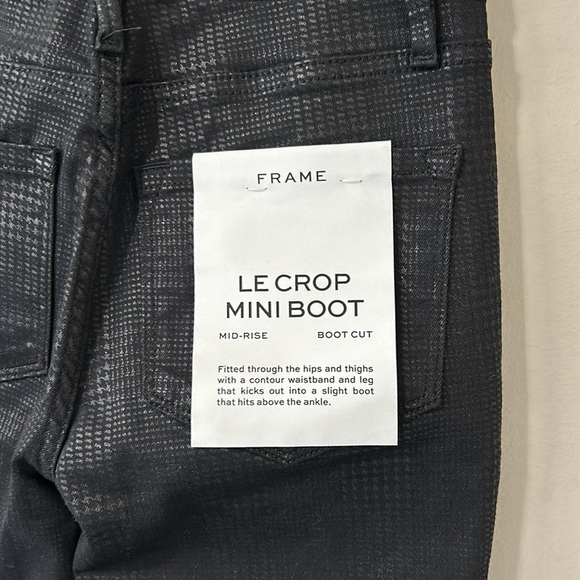 FRAME
LE CROP
MINI BOOT
MID-RISE BOOT CUT
Fitted through the hips and thighs
with a contour waistband and leg
that kicks out into a slight boot
that hits above the ankle.